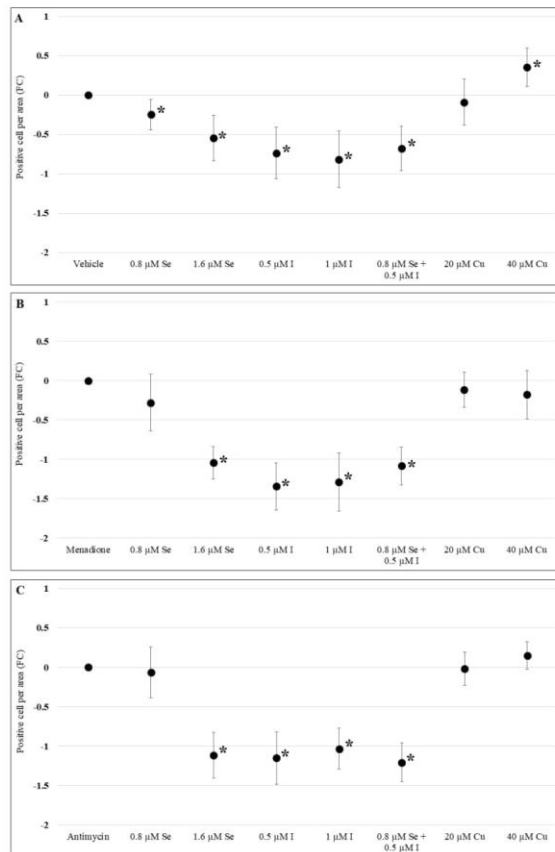 A
1
0.5
0
-0.5
-1
-1.5
-2
Positive cell per area (FC)
* * * * * * *
Vehicle 0.8 µM Se 1.6 µM Se 0.5 µM I 1 µM I 0.8 µM Se + 20 µM Cu 40 µM Cu
0.5 µM I
B
1
0.5
0
-0.5
-1
-1.5
-2
Positive cell per area (FC)
* * * *
Menadione 0.8 µM Se 1.6 µM Se 0.5 µM I 1 µM I 0.8 µM Se + 20 µM Cu 40 µM Cu
0.5 µM I
C
1
0.5
0
-0.5
-1
-1.5
-2
Positive cell per area (FC)
* * * *
Antimycin 0.8 µM Se 1.6 µM Se 0.5 µM I 1 µM I 0.8 µM Se + 20 µM Cu 40 µM Cu
0.5 µM I